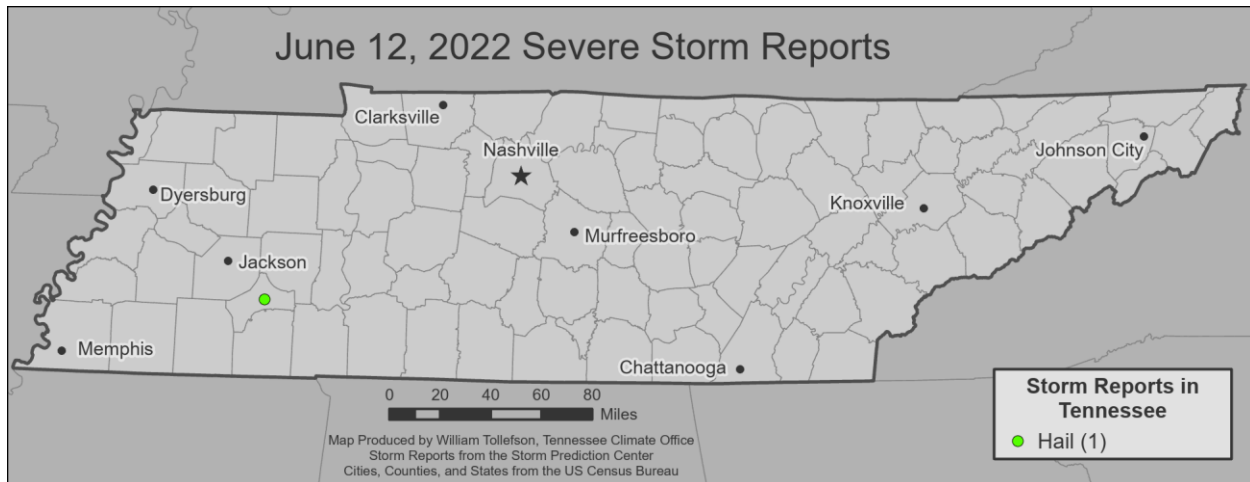 June 12, 2022 Severe Storm Reports
Clarksville
Nashville
Johnson City
Dyersburg
Knoxville
Murfreesboro
Jackson
Memphis
Chattanooga
0 20 40 60 80
Miles
Map Produced by William Tollefson, Tennessee Climate Office
Storm Reports from the Storm Prediction Center
Cities, Counties, and States from the US Census Bureau
Storm Reports in
Tennessee
Hail (1)